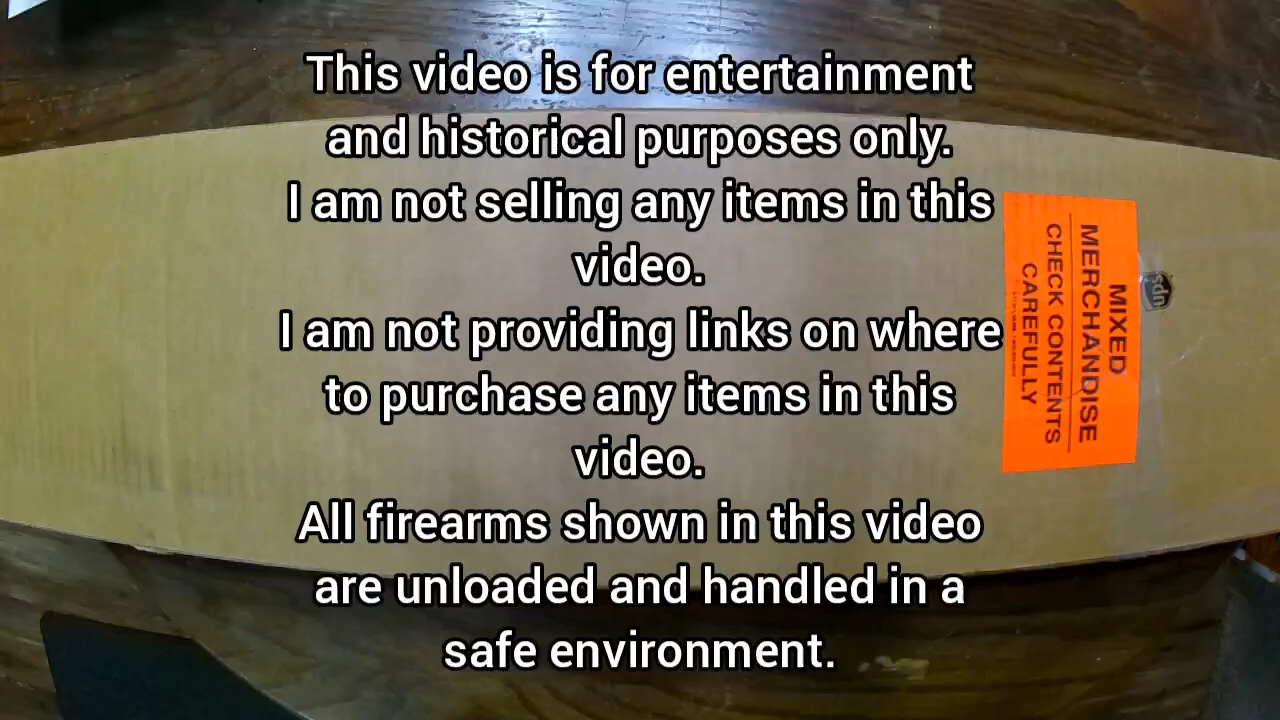 This video is for entertainment
and historical purposes only.
I am not selling any items in this
video.
I am not providing links on where
to purchase any items in this
video.
All firearms shown in this video
are unloaded and handled in a
safe environment.
MIXED
MERCHANDISE
CHECK CONTENTS
CAREFULLY
ups